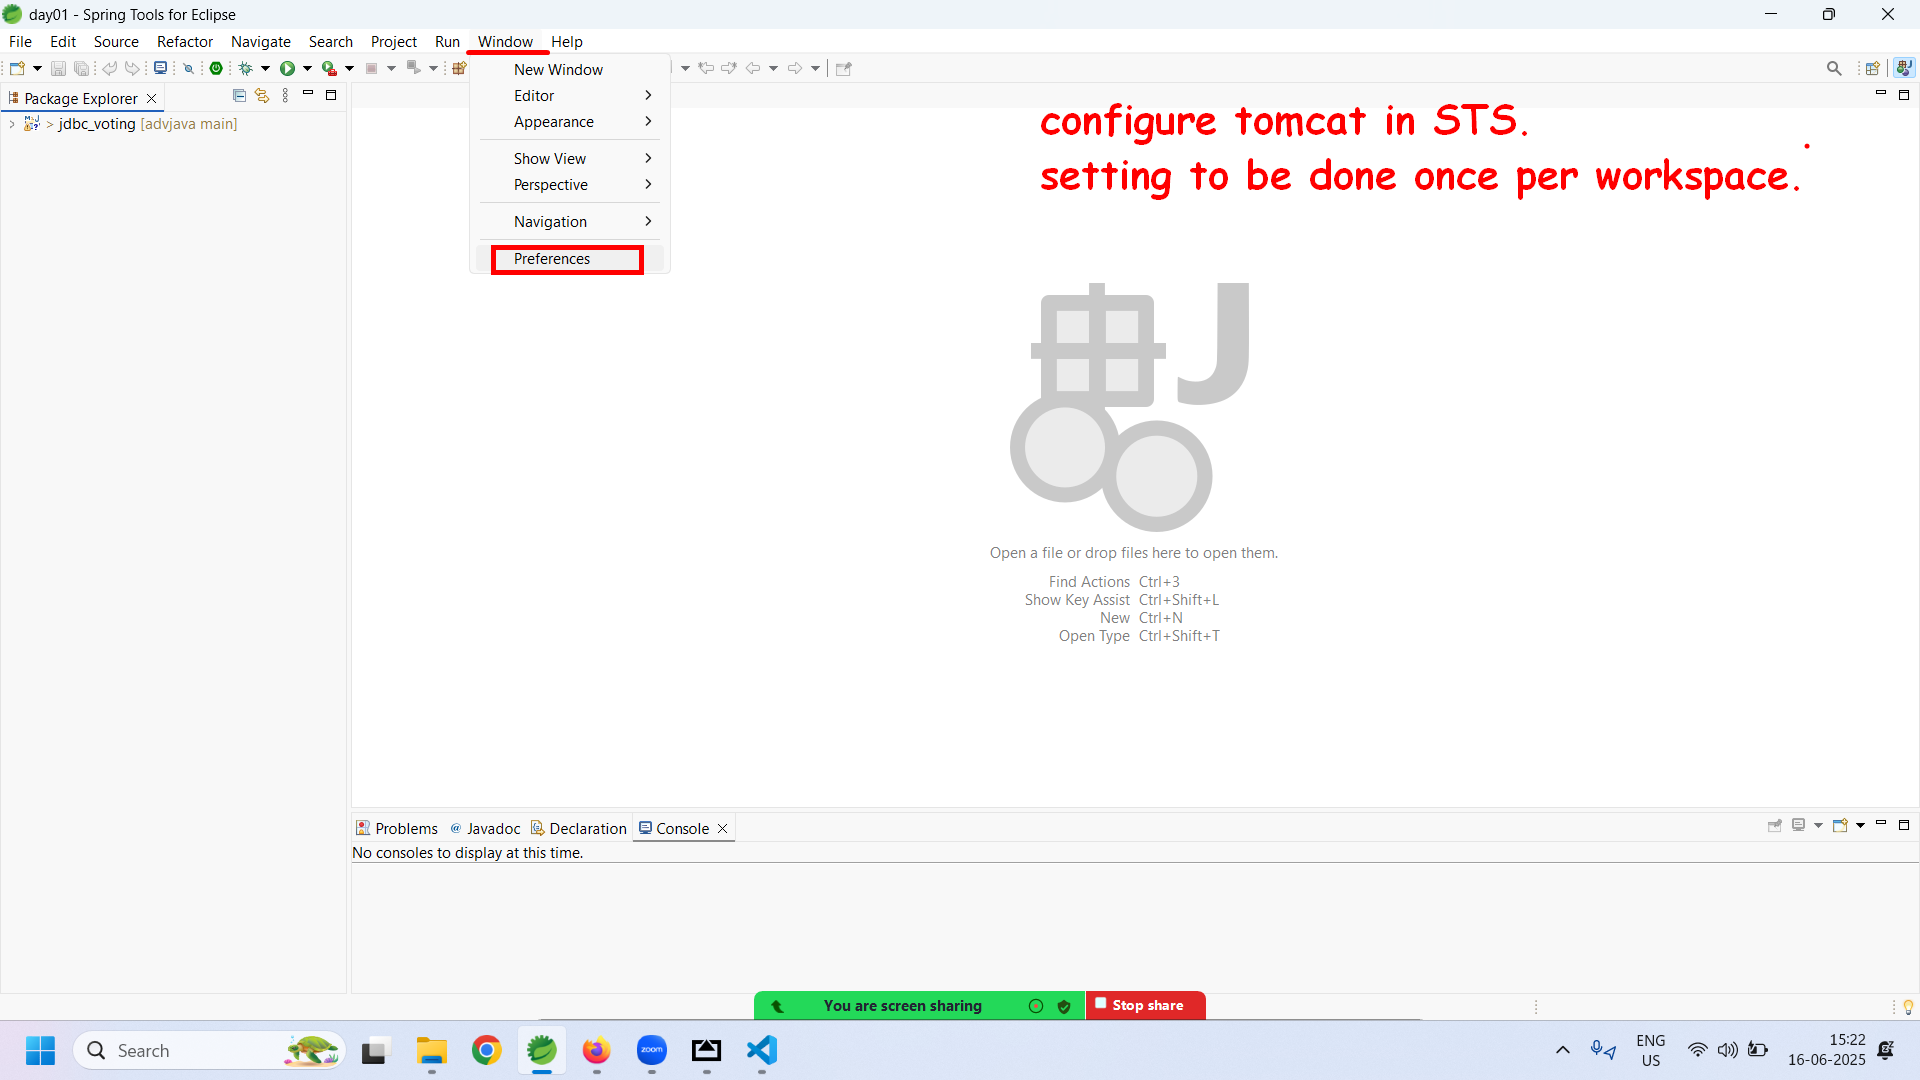 day01 - Spring Tools for Eclipse
File Edit Source Refactor Navigate Search Project Run Window Help
New Window
Editor
Appearance
Show View
Perspective
Navigation
Preferences
Package Explorer
> jdbc_voting [advjava main]
configure tomcat in STS.
setting to be done once per workspace.
J
Open a file or drop files here to open them.
Find Actions Ctrl+3
Show Key Assist Ctrl+Shift+L
New Ctrl+N
Open Type Ctrl+Shift+T
Problems @ Javadoc Declaration Console
No consoles to display at this time.
You are screen sharing Stop share
Search
zoom
ENG
US
15:22
16-06-2025